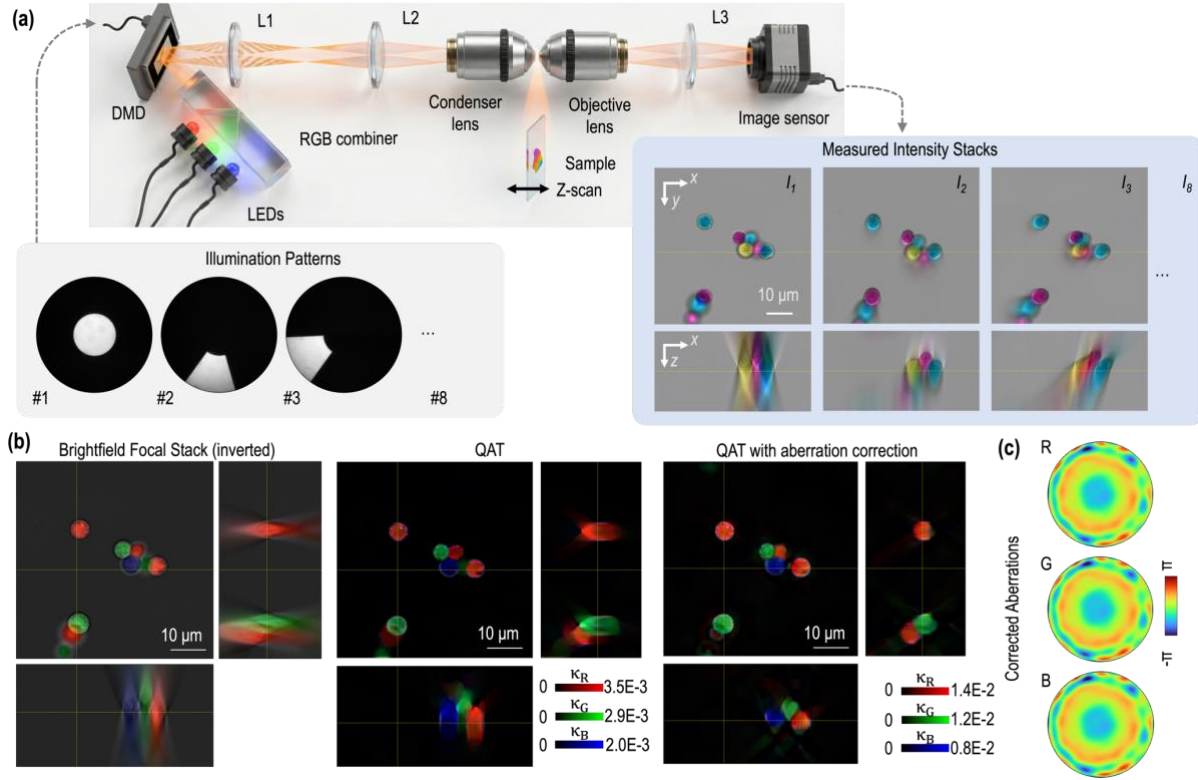 (a)
L1
L2
L3
DMD
RGB combiner
LEDs
Condenser
lens
Objective
lens
Image sensor
Sample
Z-scan
Illumination Patterns
#1
#2
#3
...
#8
Measured Intensity Stacks
x
y
I1
I2
I3
I8
10 μm
...
x
z
(b)
Brightfield Focal Stack (inverted)
QAT
QAT with aberration correction
10 μm
10 μm
10 μm
κR
0 3.5E-3
κG
0 2.9E-3
κB
0 2.0E-3
κR
0 1.4E-2
κG
0 1.2E-2
κB
0 0.8E-2
(c)
Corrected Aberrations
R
G
B
π
-π